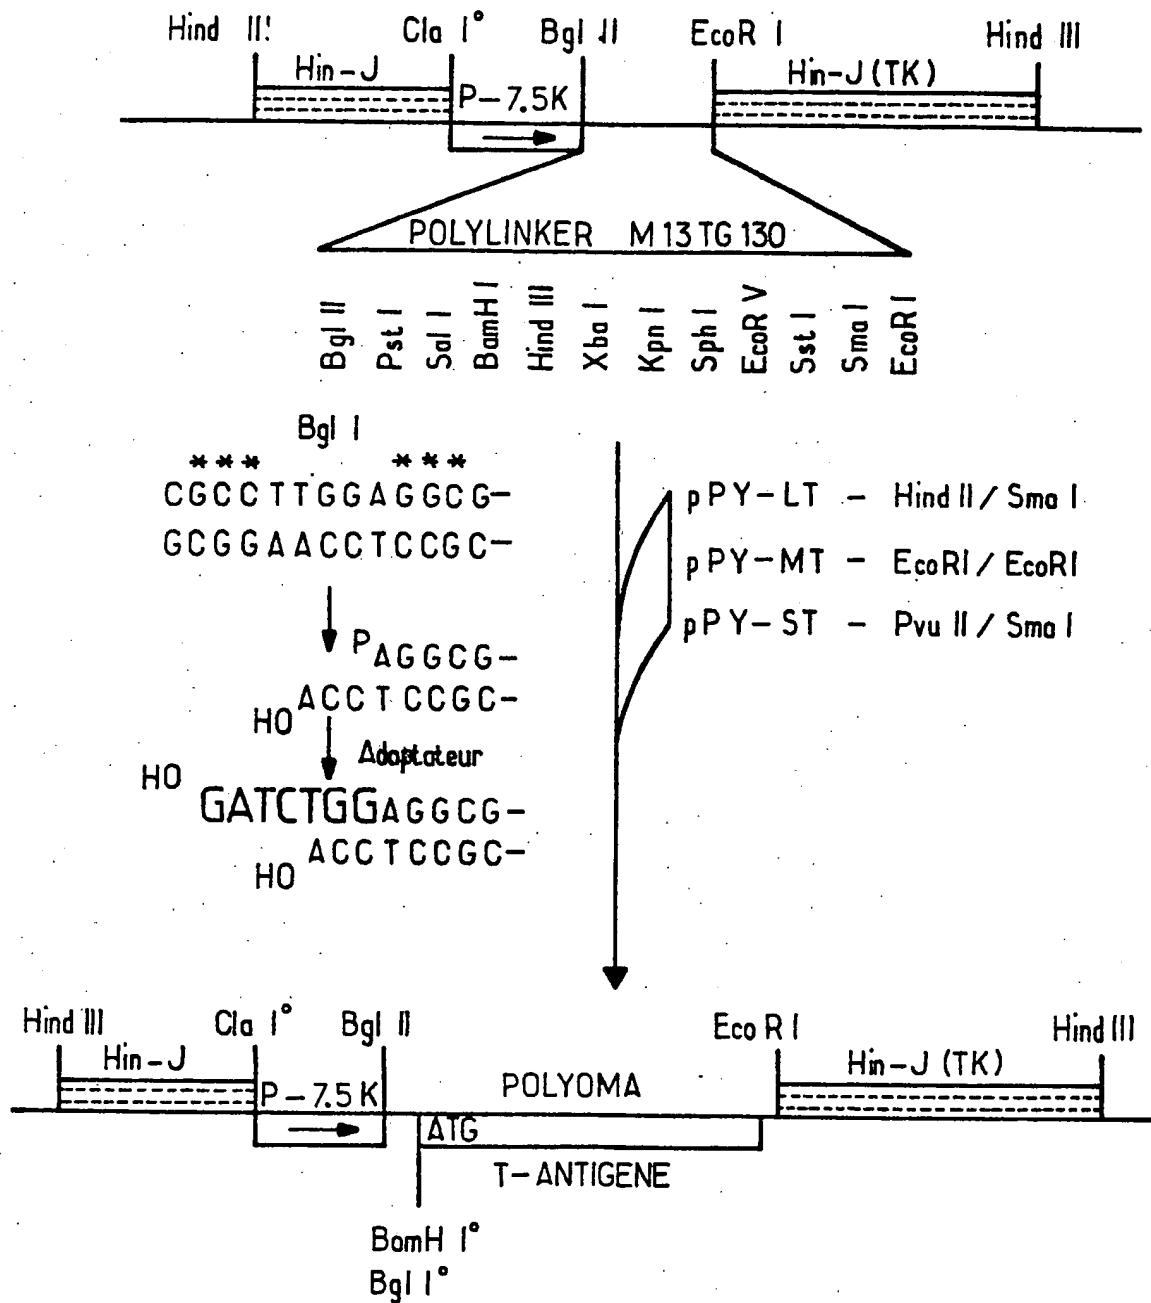 Hind II! Cla I° Bgl II EcoR I Hind III
Hin-J P-7.5K Hin-J (TK)
POLYLINKER M13TG130
Bgl II
Pst I
Sal I
BamH I
Hind III
Xba I
Kpn I
Sph I
EcoR V
Sst I
Sma I
EcoR I
Bgl I
*** ***
CGCCTTGGAGGCG-
GCGGAACCTCCGC-
PAGGCG-
ACCTCCGC-
HO
Adaptateur
HO
GATCTGGAGGCG-
ACCTCCGC-
HO
pPY-LT - Hind II / Sma I
pPY-MT - EcoRI / EcoRI
pPY-ST - Pvu II / Sma I
Hind III Cla I° Bgl II Eco R I Hind III
Hin-J P-7.5K POLYOMA Hin-J (TK)
ATG
T-ANTIGENE
BamH I°
Bgl I°